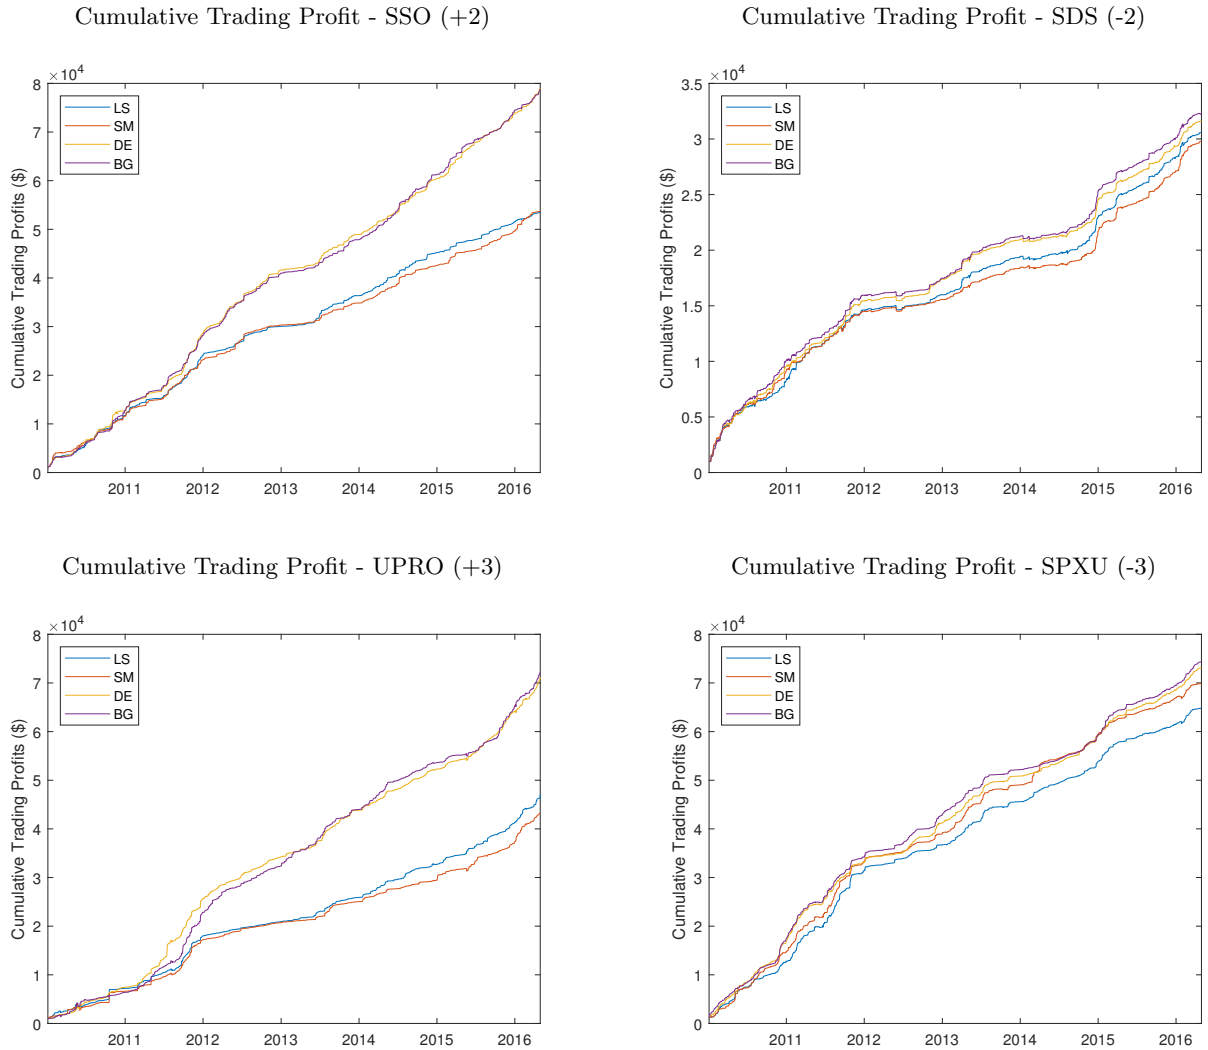 Cumulative Trading Profit - SSO (+2)
×10^4
8
7
6
5
4
3
2
1
0
Cumulative Trading Profits ($)
LS
SM
DE
BG
2011 2012 2013 2014 2015 2016
Cumulative Trading Profit - SDS (-2)
×10^4
3.5
3
2.5
2
1.5
1
0.5
0
Cumulative Trading Profits ($)
LS
SM
DE
BG
2011 2012 2013 2014 2015 2016
Cumulative Trading Profit - UPRO (+3)
×10^4
8
7
6
5
4
3
2
1
0
Cumulative Trading Profits ($)
LS
SM
DE
BG
2011 2012 2013 2014 2015 2016
Cumulative Trading Profit - SPXU (-3)
×10^4
8
7
6
5
4
3
2
1
0
Cumulative Trading Profits ($)
LS
SM
DE
BG
2011 2012 2013 2014 2015 2016